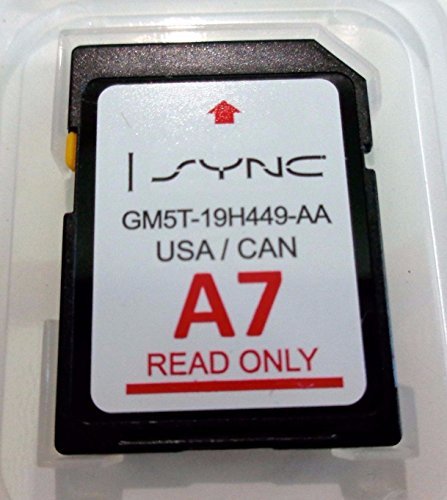 SYNC
GM5T-19H449-AA
USA / CAN
A7
READ ONLY